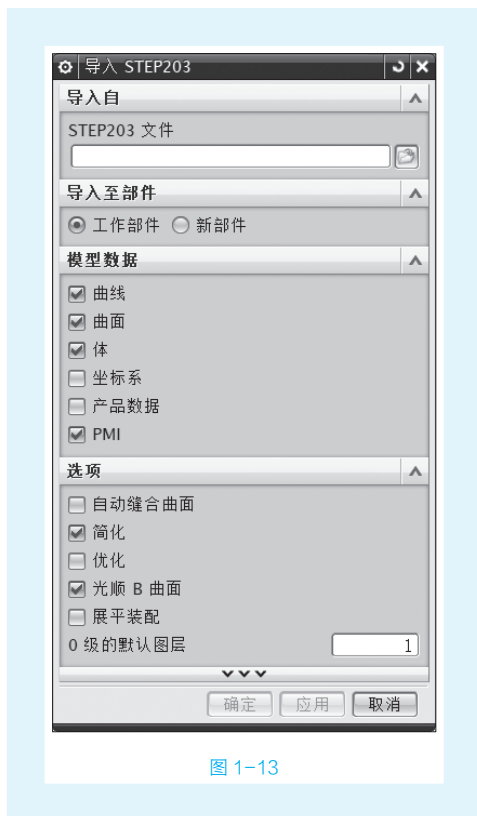 导入 STEP203
导入自
STEP203 文件
导入至部件
工作部件 新部件
模型数据
曲线
曲面
体
坐标系
产品数据
PMI
选项
自动缝合曲面
简化
优化
光顺 B 曲面
展平装配
0 级的默认图层 1
确定 应用 取消
图 1-13